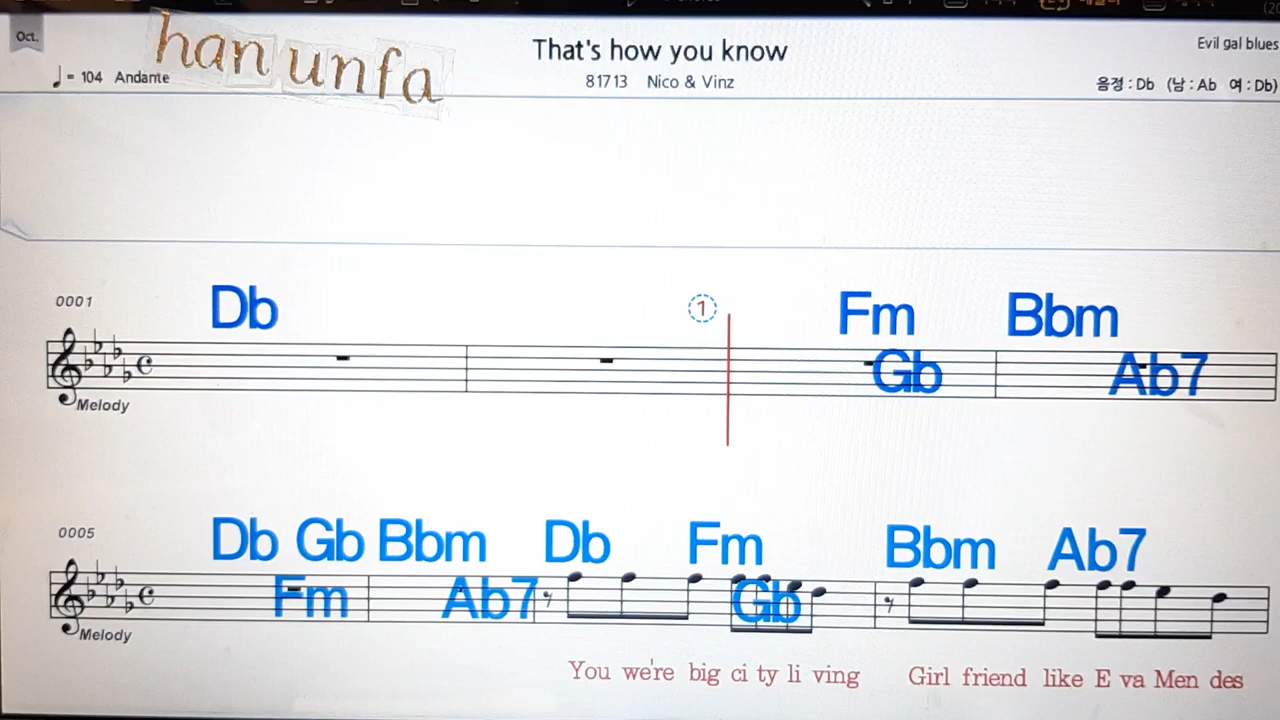 Oct.
han unfa
That's how you know
Evil gal blues
♩= 104 Andante
81713 Nico & Vinz
음정 : Db (남 : Ab 여 : Db)
0001
Db
1
Fm
Bbm
Gb
Ab7
Melody
0005
Db Gb Bbm Db Fm Bbm Ab7
Fm Ab7 Gb
Melody
You we're big ci ty li ving Girl friend like E va Men des